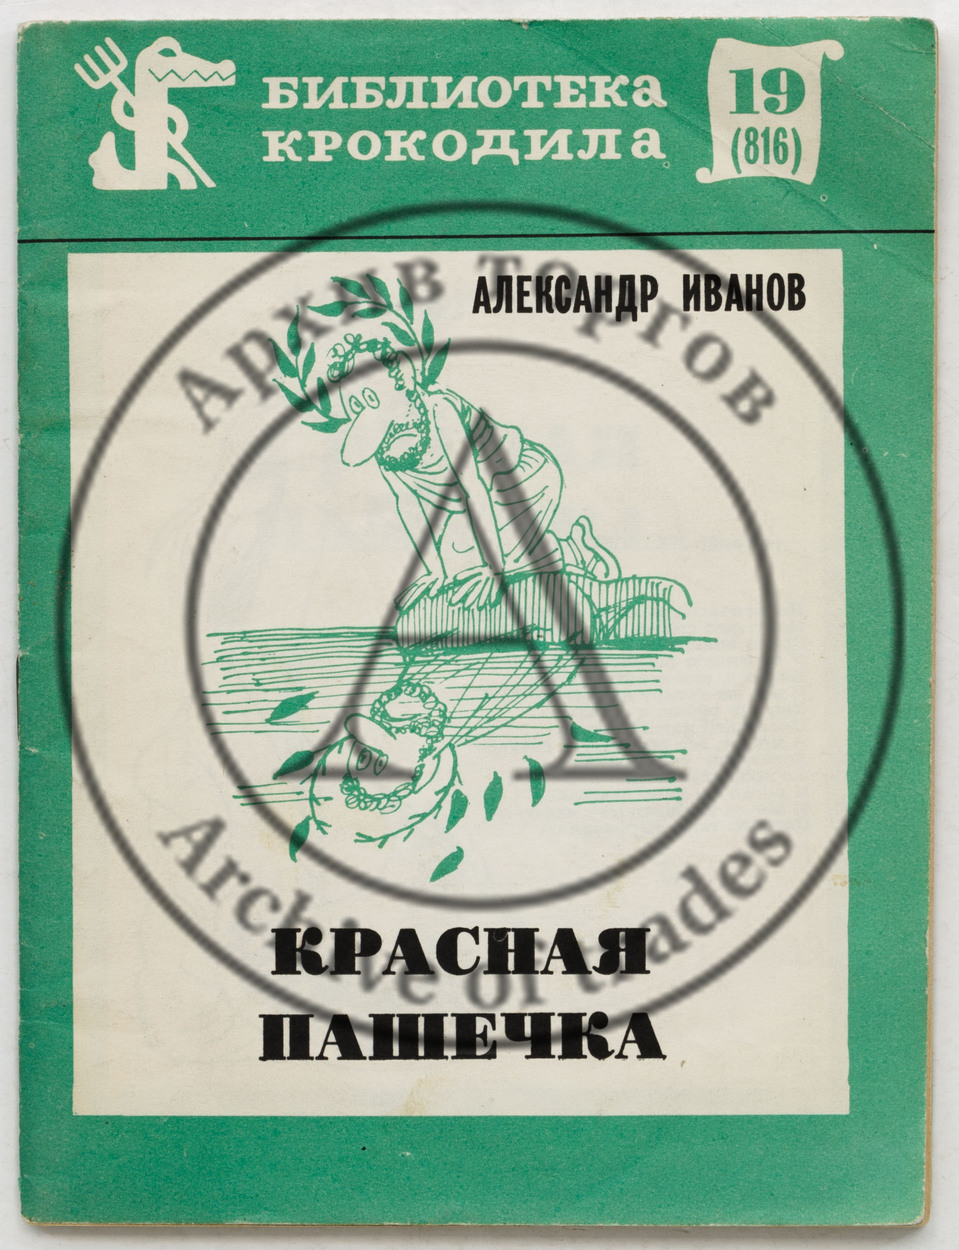 БИБЛИОТЕКА
КРОКОДИЛА
19
(816)
Архив торгов
АЛЕКСАНДР ИВАНОВ
А
Archive of trades
КРАСНАЯ
ПАШЕЧКА